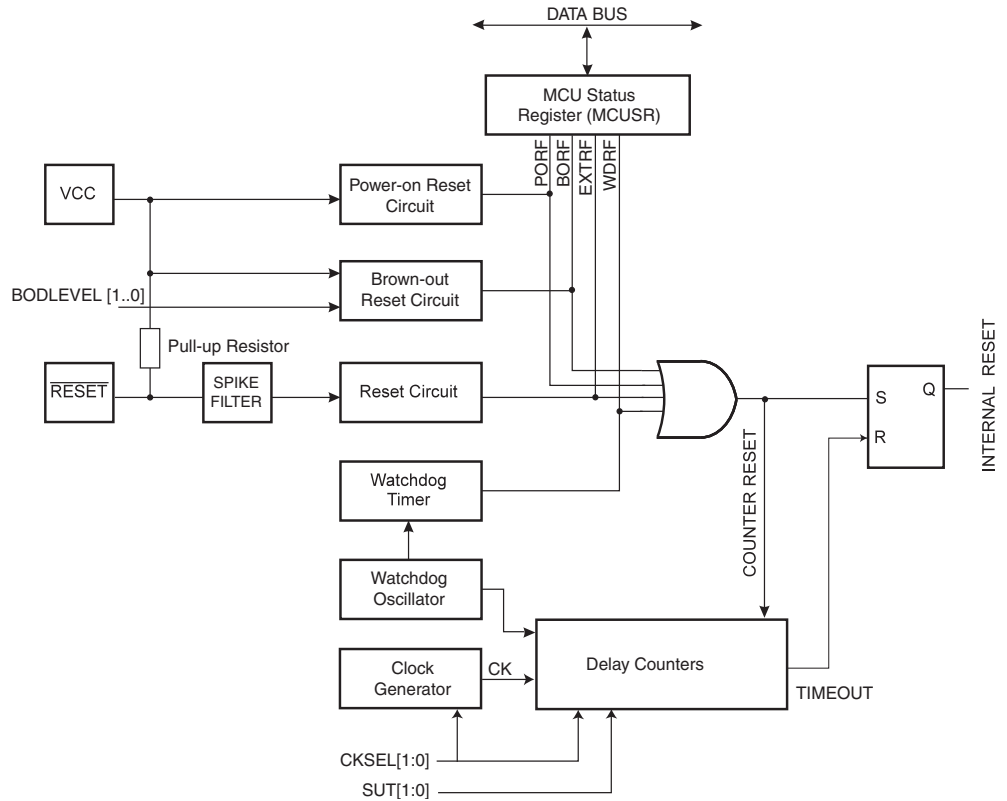 DATA BUS
MCU Status
Register (MCUSR)
PORF
BORF
EXTRF
WDRF
VCC
Power-on Reset
Circuit
Brown-out
Reset Circuit
BODLEVEL [1..0]
Pull-up Resistor
RESET
SPIKE
FILTER
Reset Circuit
S
Q
R
INTERNAL RESET
Watchdog
Timer
COUNTER RESET
Watchdog
Oscillator
Delay Counters
Clock
Generator
CK
TIMEOUT
CKSEL[1:0]
SUT[1:0]